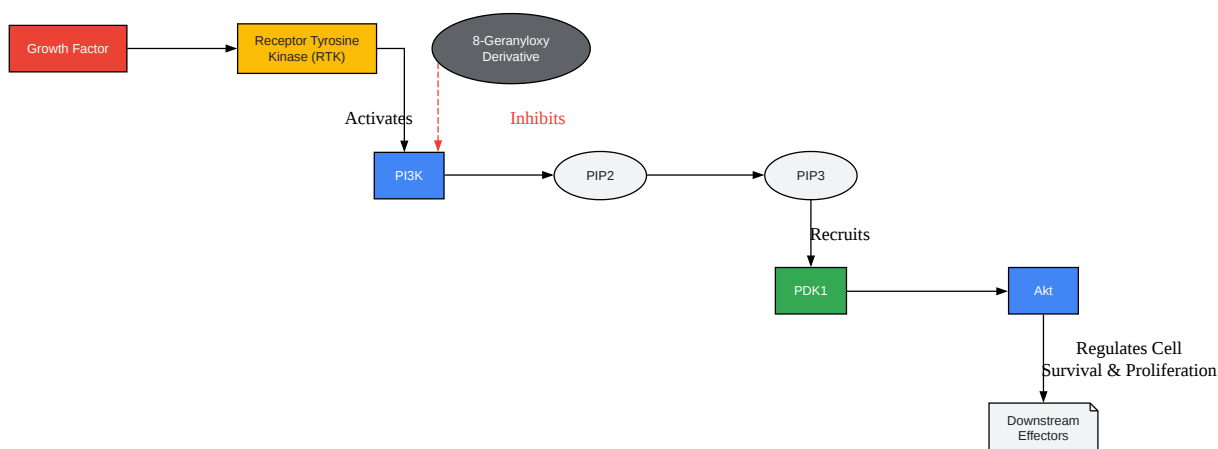 Growth Factor
Receptor Tyrosine
Kinase (RTK)
8-Geranyloxy
Derivative
Activates
Inhibits
PI3K
PIP2
PIP3
Recruits
PDK1
Akt
Regulates Cell
Survival & Proliferation
Downstream
Effectors